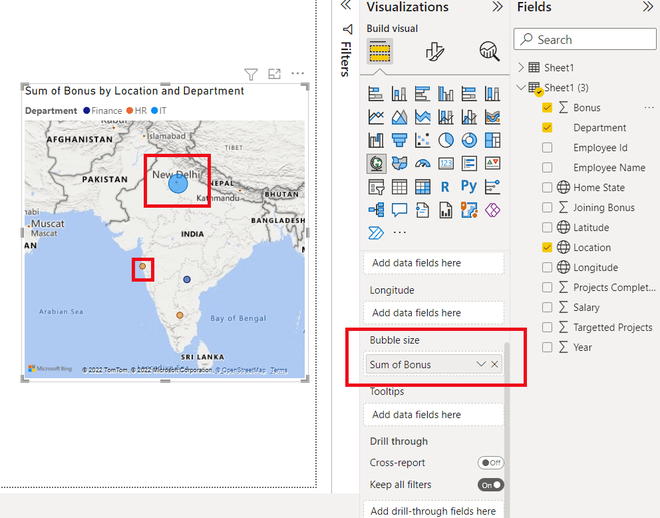 Sum of Bonus by Location and Department
Department Finance HR IT
AFGHANISTAN
Islamabad
TIBET
New Delhi
PAKISTAN
NEPAL
Kathmandu
BHUTAN
BANGLADESH
Muscat
Mascat
INDIA
Arabian Sea
Bay of Bengal
SRI LANKA
Microsoft Bing
© 2022 TomTom, © 2022 Microsoft Corporation, © OpenStreetMap Terms
Filters
Visualizations
Build visual
R
Py
123
Add data fields here
Longitude
Add data fields here
Bubble size
Sum of Bonus
Tooltips
Add data fields here
Drill through
Cross-report
Off
Keep all filters
On
Add drill-through fields here
Fields
Search
Sheet1
Sheet1 (3)
Bonus
Department
Employee Id
Employee Name
Home State
Joining Bonus
Latitude
Location
Longitude
Projects Complet...
Salary
Targetted Projects
Year